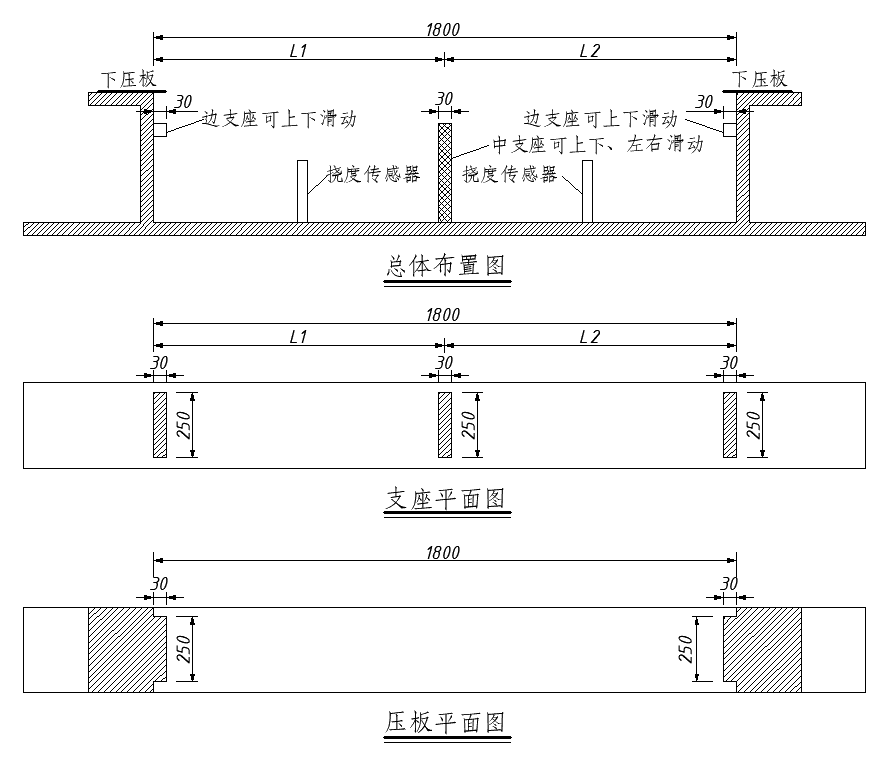 1800
L1 L2
下压板 下压板
30 30 30
边支座可上下滑动 边支座可上下滑动
中支座可上下、左右滑动
挠度传感器 挠度传感器
总体布置图
1800
L1 L2
30 30 30
250 250 250
支座平面图
1800
30 30
250 250
压板平面图